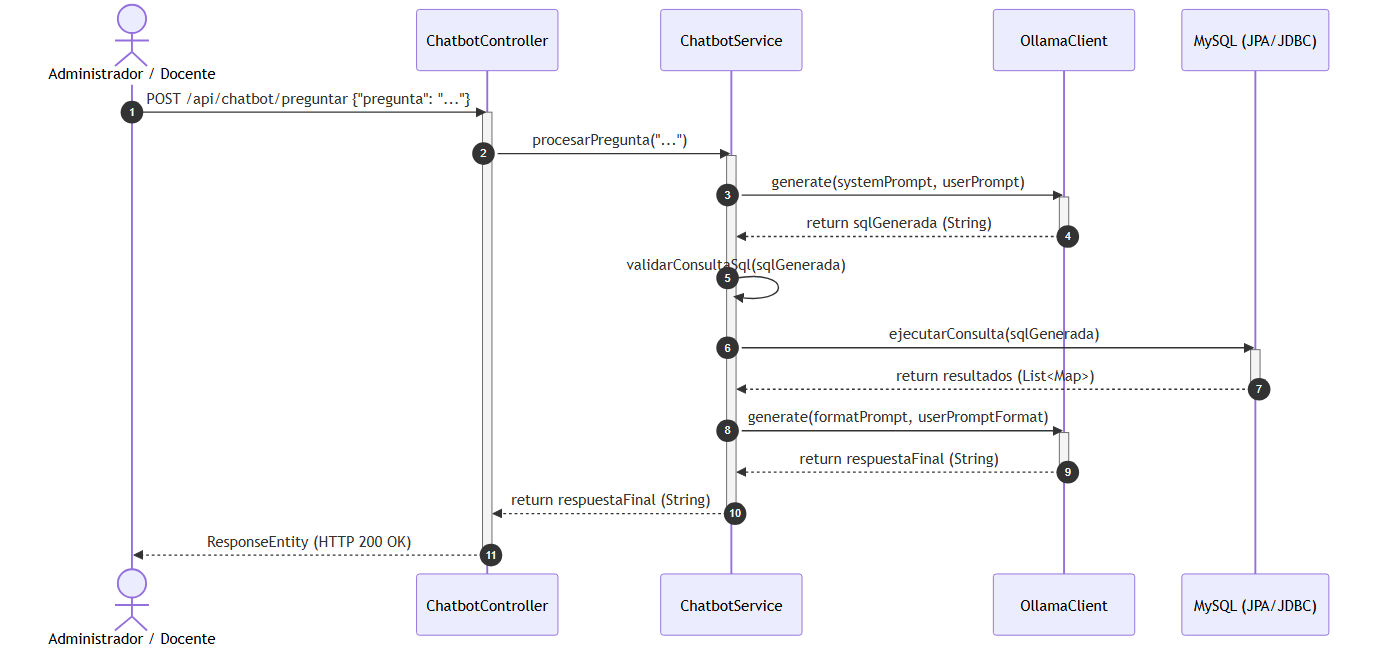 Administrador / Docente
ChatbotController
ChatbotService
OllamaClient
MySQL (JPA/JDBC)
1
POST /api/chatbot/preguntar {"pregunta": "..."}
2
procesarPregunta("...")
3
generate(systemPrompt, userPrompt)
return sqlGenerada (String)
4
validarConsultaSql(sqlGenerada)
5
6
ejecutarConsulta(sqlGenerada)
return resultados (List<Map>)
7
8
generate(formatPrompt, userPromptFormat)
return respuestaFinal (String)
9
return respuestaFinal (String)
10
ResponseEntity (HTTP 200 OK)
11
Administrador / Docente
ChatbotController
ChatbotService
OllamaClient
MySQL (JPA/JDBC)